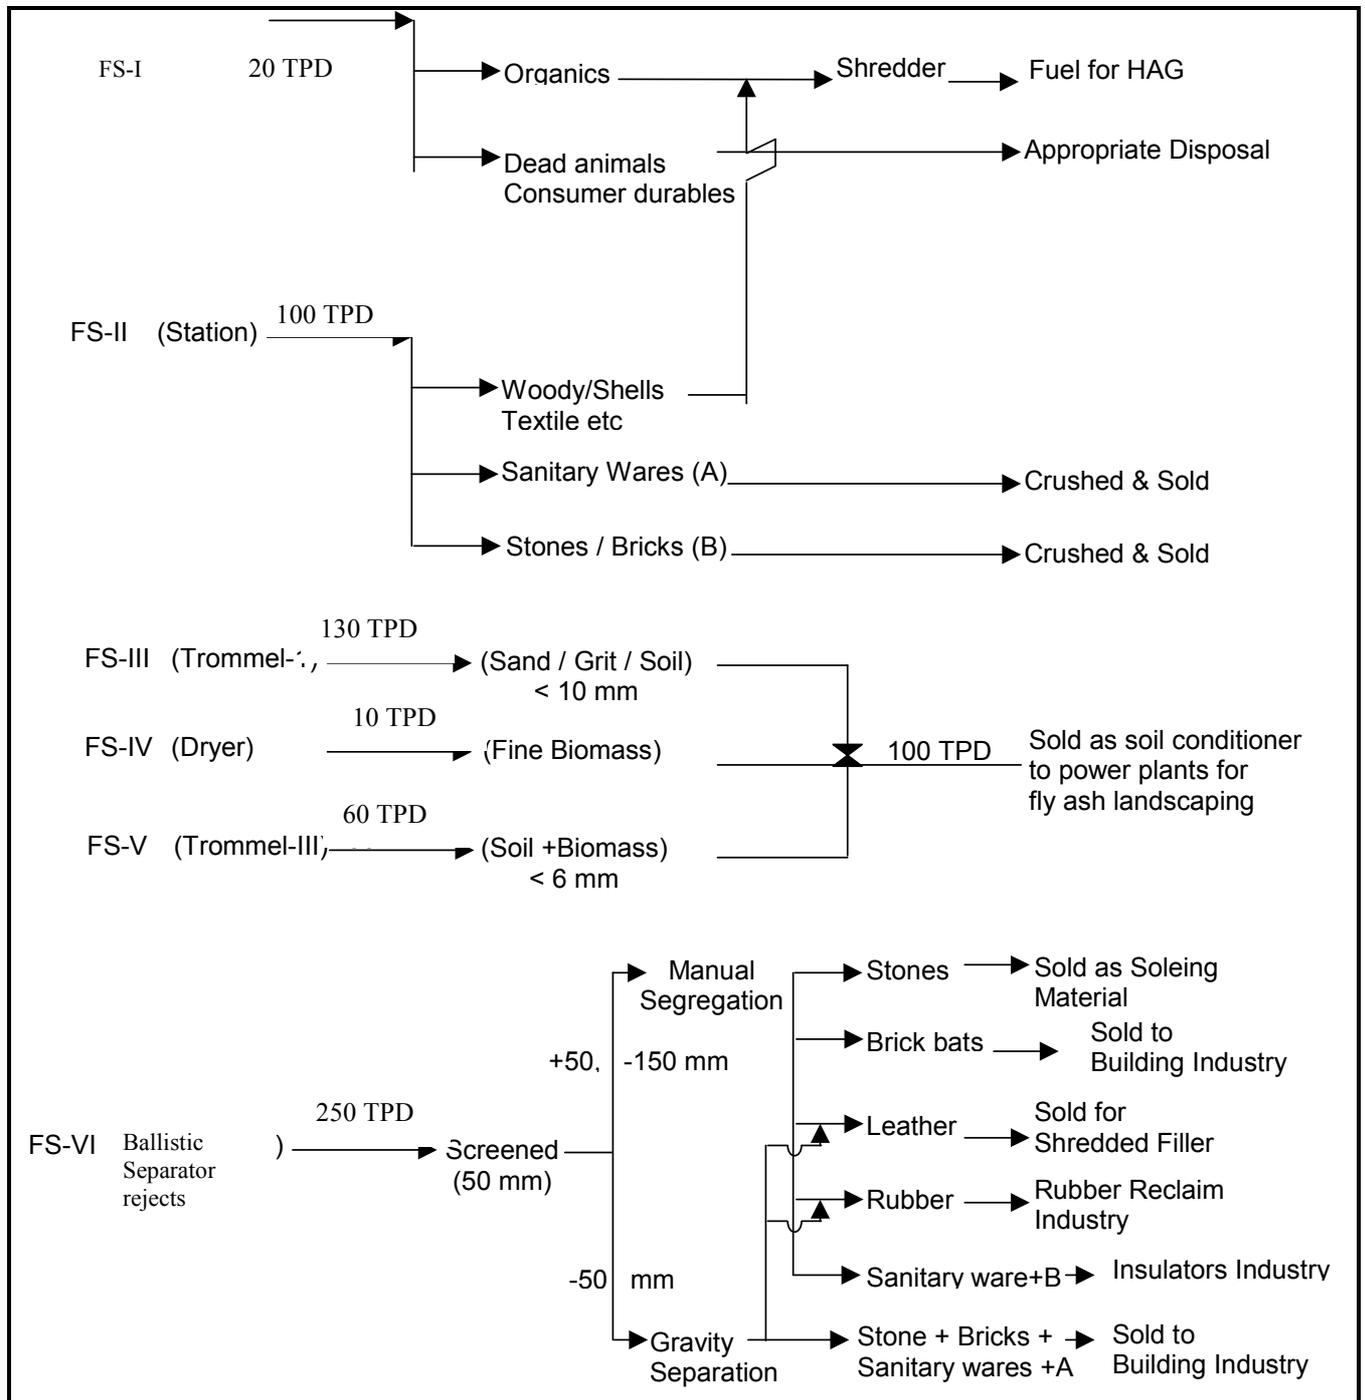 FS-I 20 TPD
Organics
Shredder
Fuel for HAG
Dead animals
Consumer durables
Appropriate Disposal
FS-II (Station) 100 TPD
Woody/Shells
Textile etc
Sanitary Wares (A)
Crushed & Sold
Stones / Bricks (B)
Crushed & Sold
130 TPD
FS-III (Trommel-
(Sand / Grit / Soil)
< 10 mm
10 TPD
FS-IV (Dryer)
(Fine Biomass)
100 TPD
Sold as soil conditioner
to power plants for
fly ash landscaping
60 TPD
FS-V (Trommel-III)
(Soil +Biomass)
< 6 mm
Manual
Segregation
Stones
Sold as Soleing
Material
Brick bats
Sold to
Building Industry
+50, -150 mm
250 TPD
FS-VI Ballistic )
Separator
rejects
Screened
(50 mm)
Leather
Sold for
Shredded Filler
Rubber
Rubber Reclaim
Industry
-50 mm
Sanitary ware+B
Insulators Industry
Gravity
Separation
Stone + Bricks +
Sanitary wares +A
Sold to
Building Industry